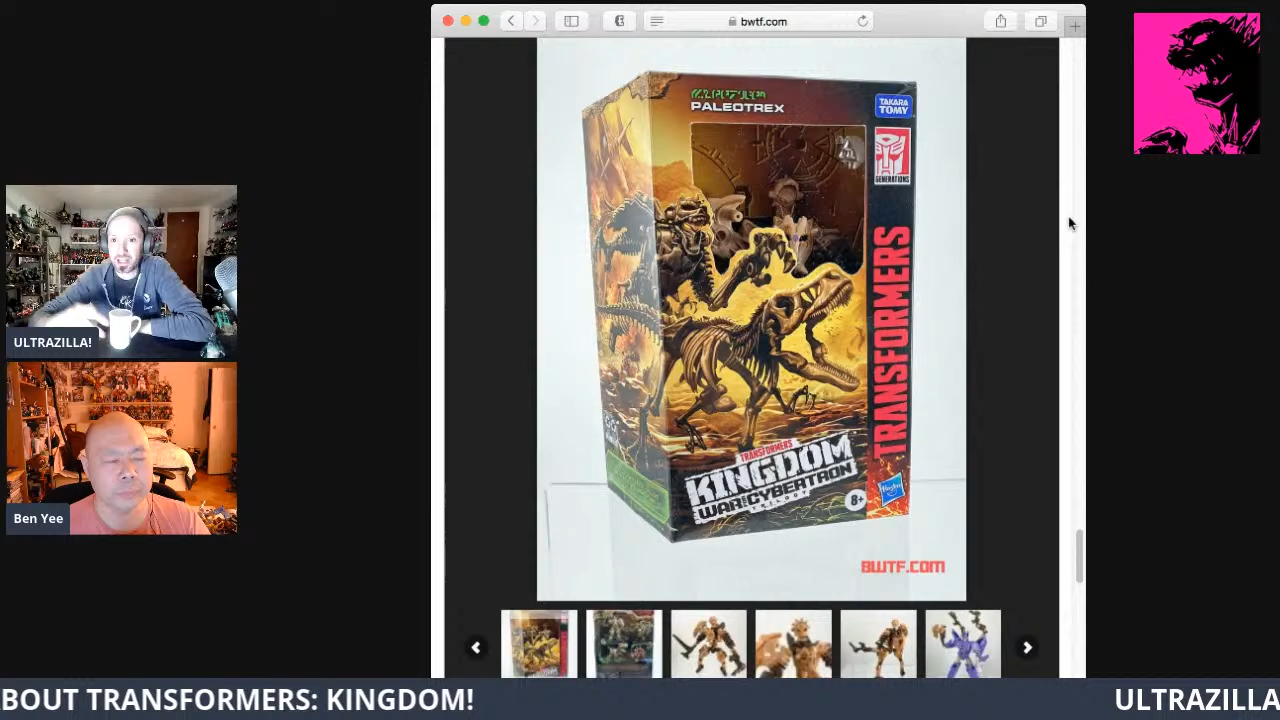 bwtf.com
PALEOTREX
TAKARA
TOMY
GENERATIONS
TRANSFORMERS
TRANSFORMERS
KINGDOM
WAR FOR CYBERTRON
TRILOGY
8+
Hasbro
BWTF.COM
ULTRAZILLA!
Ben Yee
BOUT TRANSFORMERS: KINGDOM!
ULTRAZILLA